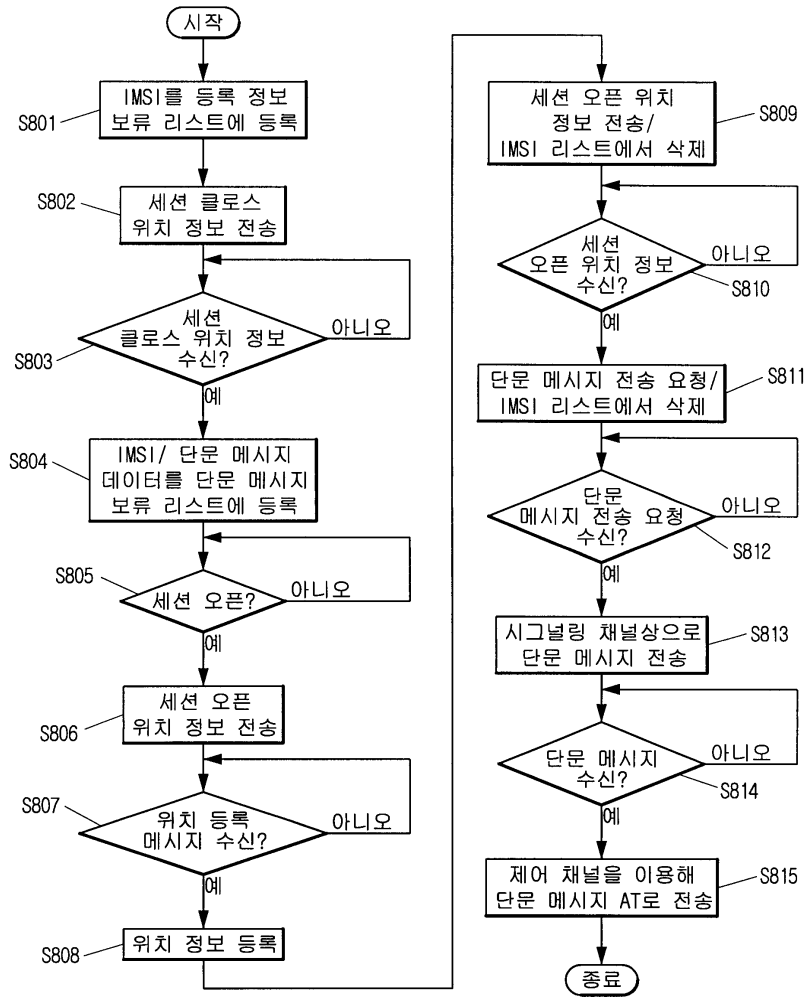 시작
S801
IMSI를 등록 정보
보류 리스트에 등록
S802
세션 클로스
위치 정보 전송
S803
세션
클로스 위치 정보
수신?
아니오
예
S804
IMSI/ 단문 메시지
데이터를 단문 메시지
보류 리스트에 등록
S805
세션 오픈?
아니오
예
S806
세션 오픈
위치 정보 전송
S807
위치 등록
메시지 수신?
아니오
예
S808
위치 정보 등록
세션 오픈 위치
정보 전송/
IMSI 리스트에서 삭제
S809
세션
오픈 위치 정보
수신?
아니오
S810
예
단문 메시지 전송 요청/
IMSI 리스트에서 삭제
S811
단문
메시지 전송 요청
수신?
아니오
S812
예
시그널링 채널상으로
단문 메시지 전송
S813
단문 메시지
수신?
아니오
S814
예
제어 채널을 이용해
단문 메시지 AT로 전송
S815
종료